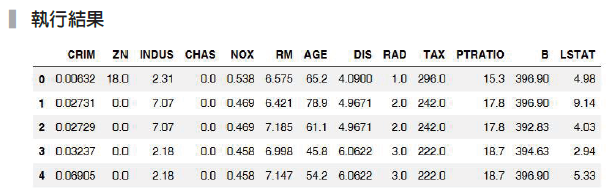 執行結果
CRIM ZN INDUS CHAS NOX RM AGE DIS RAD TAX PTRATIO B LSTAT
0 0.00632 18.0 2.31 0.0 0.538 6.575 65.2 4.0900 1.0 296.0 15.3 396.90 4.98
1 0.02731 0.0 7.07 0.0 0.469 6.421 78.9 4.9671 2.0 242.0 17.8 396.90 9.14
2 0.02729 0.0 7.07 0.0 0.469 7.185 61.1 4.9671 2.0 242.0 17.8 392.83 4.03
3 0.03237 0.0 2.18 0.0 0.458 6.998 45.8 6.0622 3.0 222.0 18.7 394.63 2.94
4 0.06905 0.0 2.18 0.0 0.458 7.147 54.2 6.0622 3.0 222.0 18.7 396.90 5.33